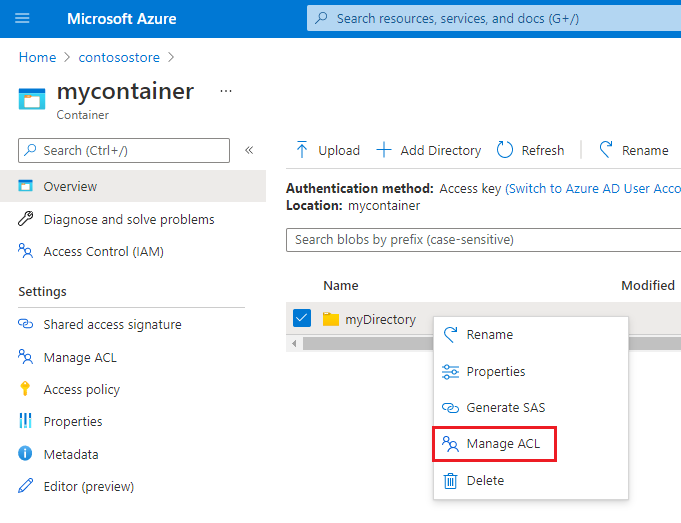 Microsoft Azure
Search resources, services, and docs (G+/)
Home > contosostore >
mycontainer ...
Container
Search (Ctrl+/) «
Overview
Diagnose and solve problems
Access Control (IAM)
Settings
Shared access signature
Manage ACL
Access policy
Properties
Metadata
Editor (preview)
Upload Add Directory Refresh Rename
Authentication method: Access key (Switch to Azure AD User Acco
Location: mycontainer
Search blobs by prefix (case-sensitive)
Name Modified
myDirectory
Rename
Properties
Generate SAS
Manage ACL
Delete